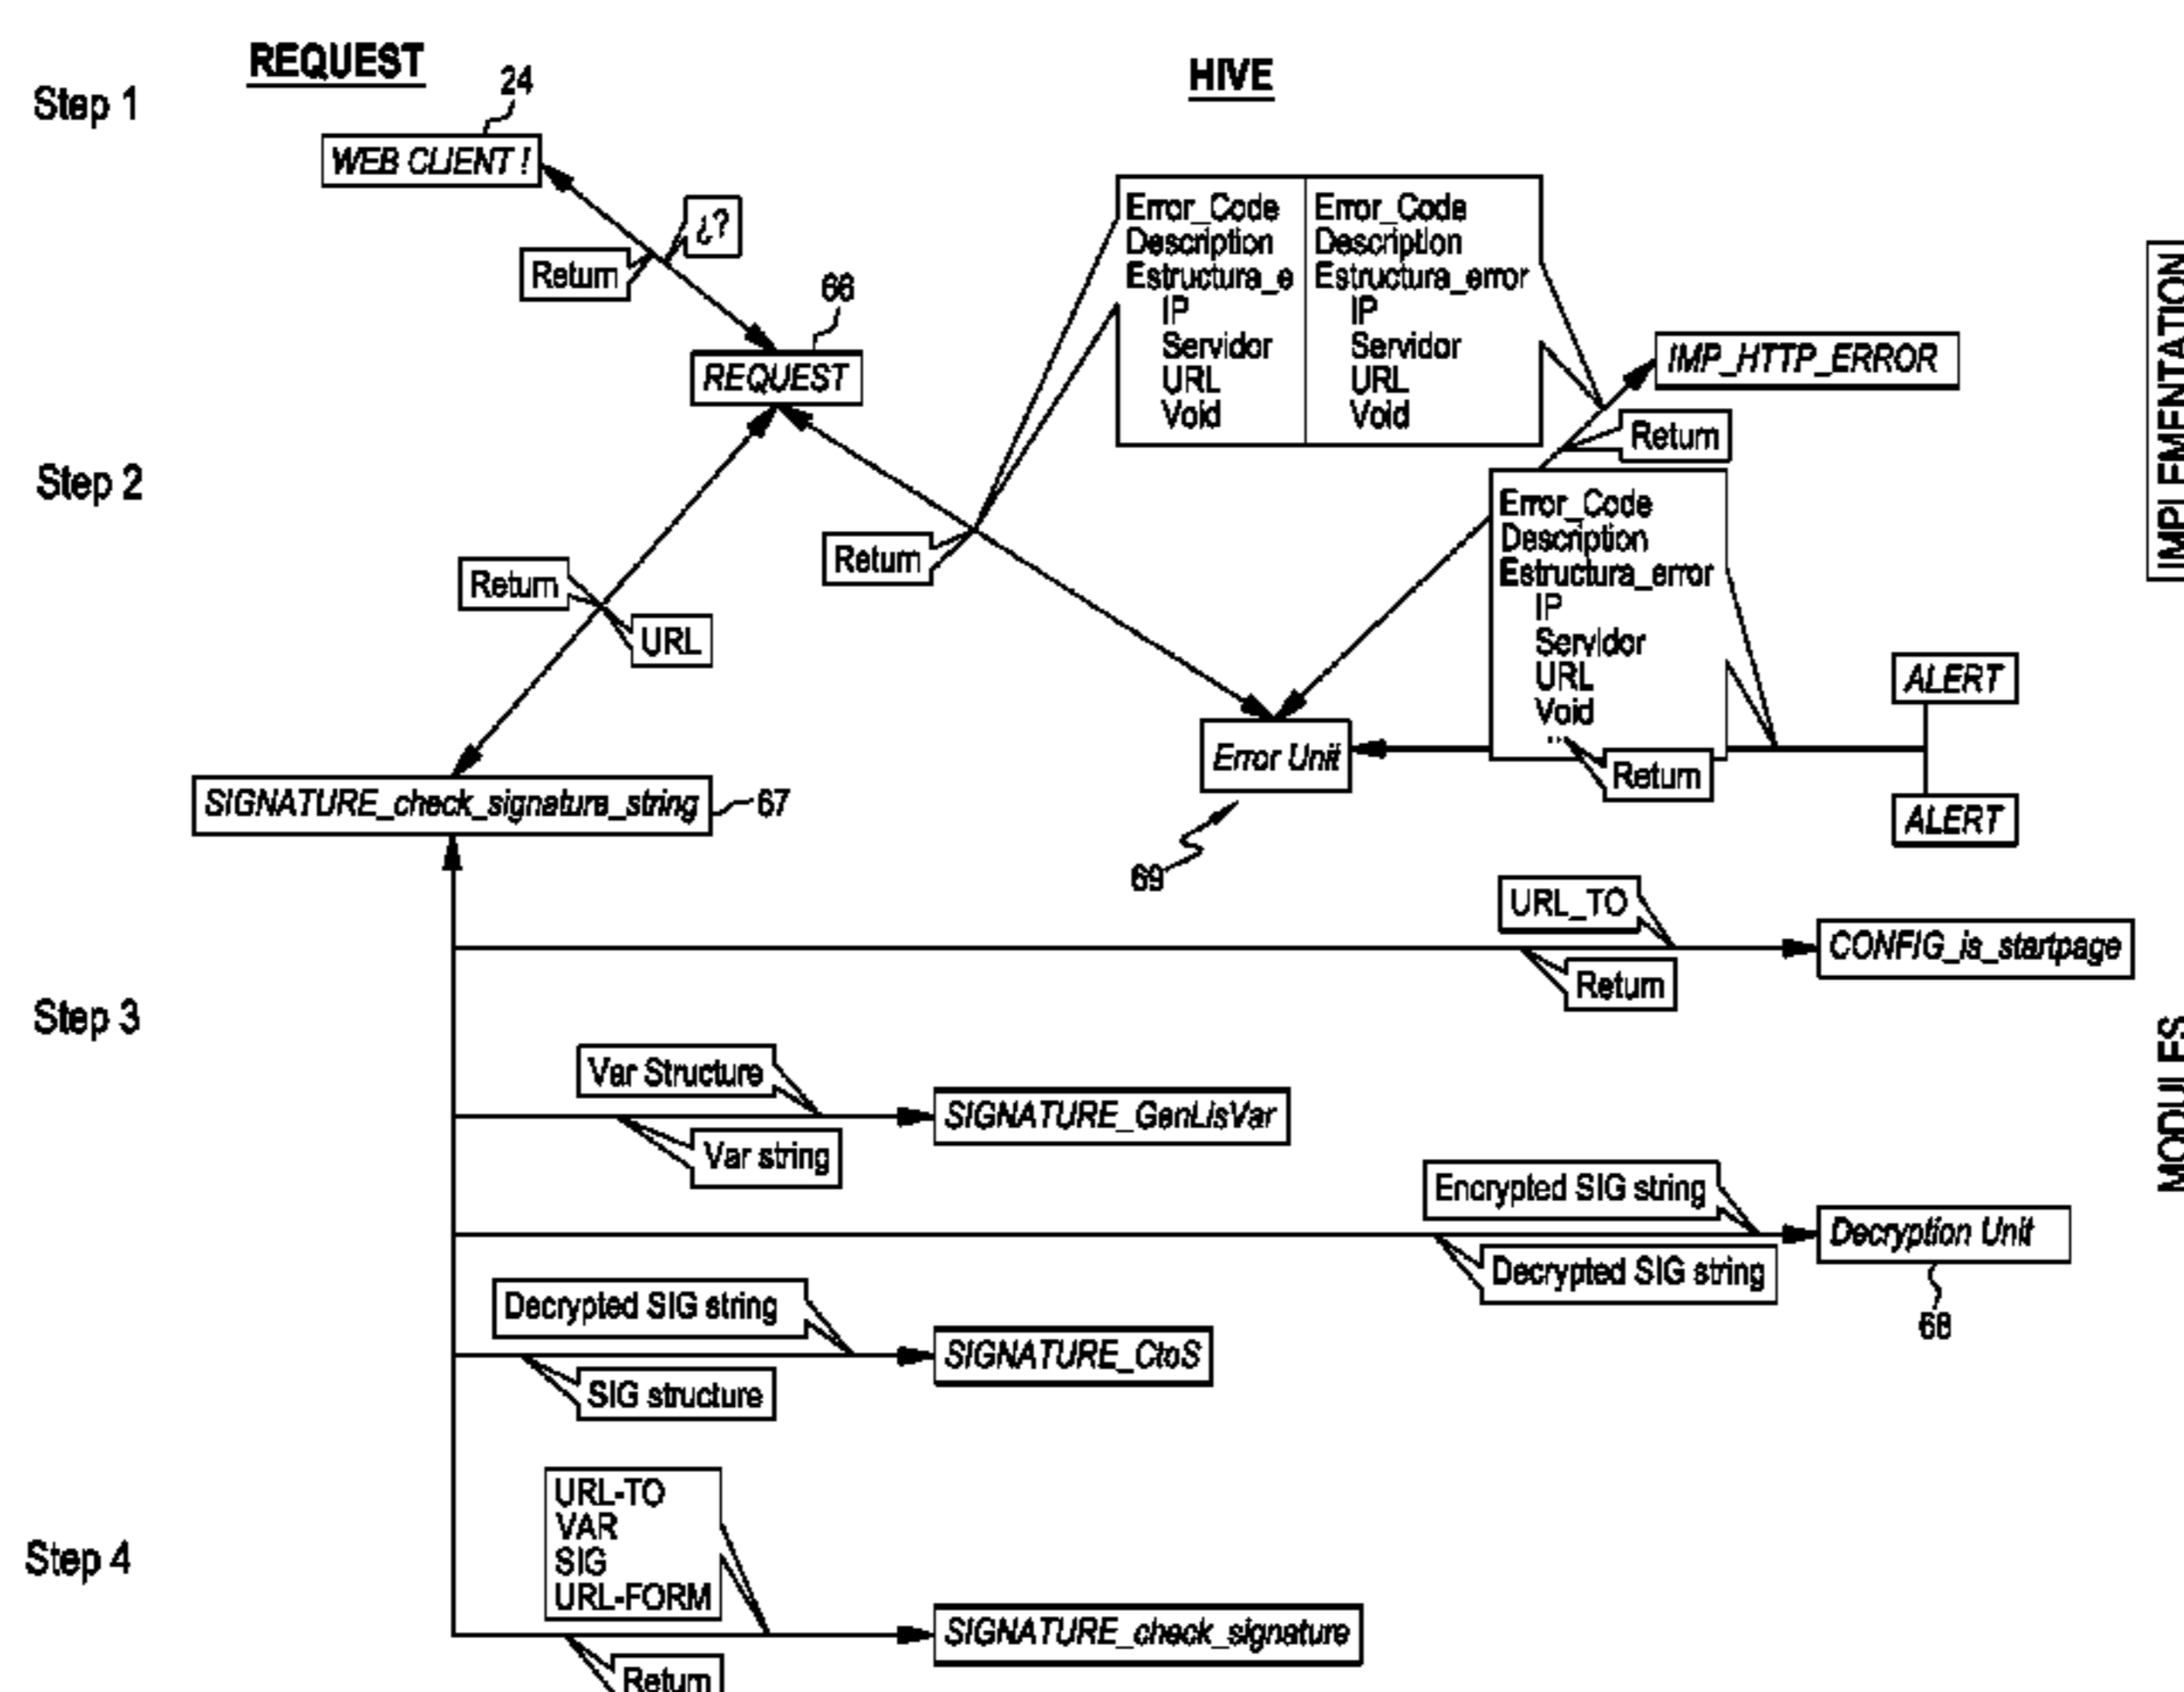 REQUEST
HIVE
Step 1
24
WEB CLIENT !
¿?
Return
66
REQUEST
Error_Code
Description
Estructura_e
IP
Servidor
URL
Void
Error_Code
Description
Estructura_error
IP
Servidor
URL
Void
IMP_HTTP_ERROR
Return
IMPLEMENTATION
Step 2
Return
URL
Return
Error_Code
Description
Estructura_error
IP
Servidor
URL
Void
...
Return
ALERT
ALERT
Error Unit
69
SIGNATURE_check_signature_string
67
URL_TO
CONFIG_is_startpage
Return
Step 3
Var Structure
SIGNATURE_GenLisVar
Var string
MODULES
Encrypted SIG string
Decryption Unit
Decrypted SIG string
68
Decrypted SIG string
SIGNATURE_CtoS
SIG structure
Step 4
URL-TO
VAR
SIG
URL-FORM
SIGNATURE_check_signature
Return